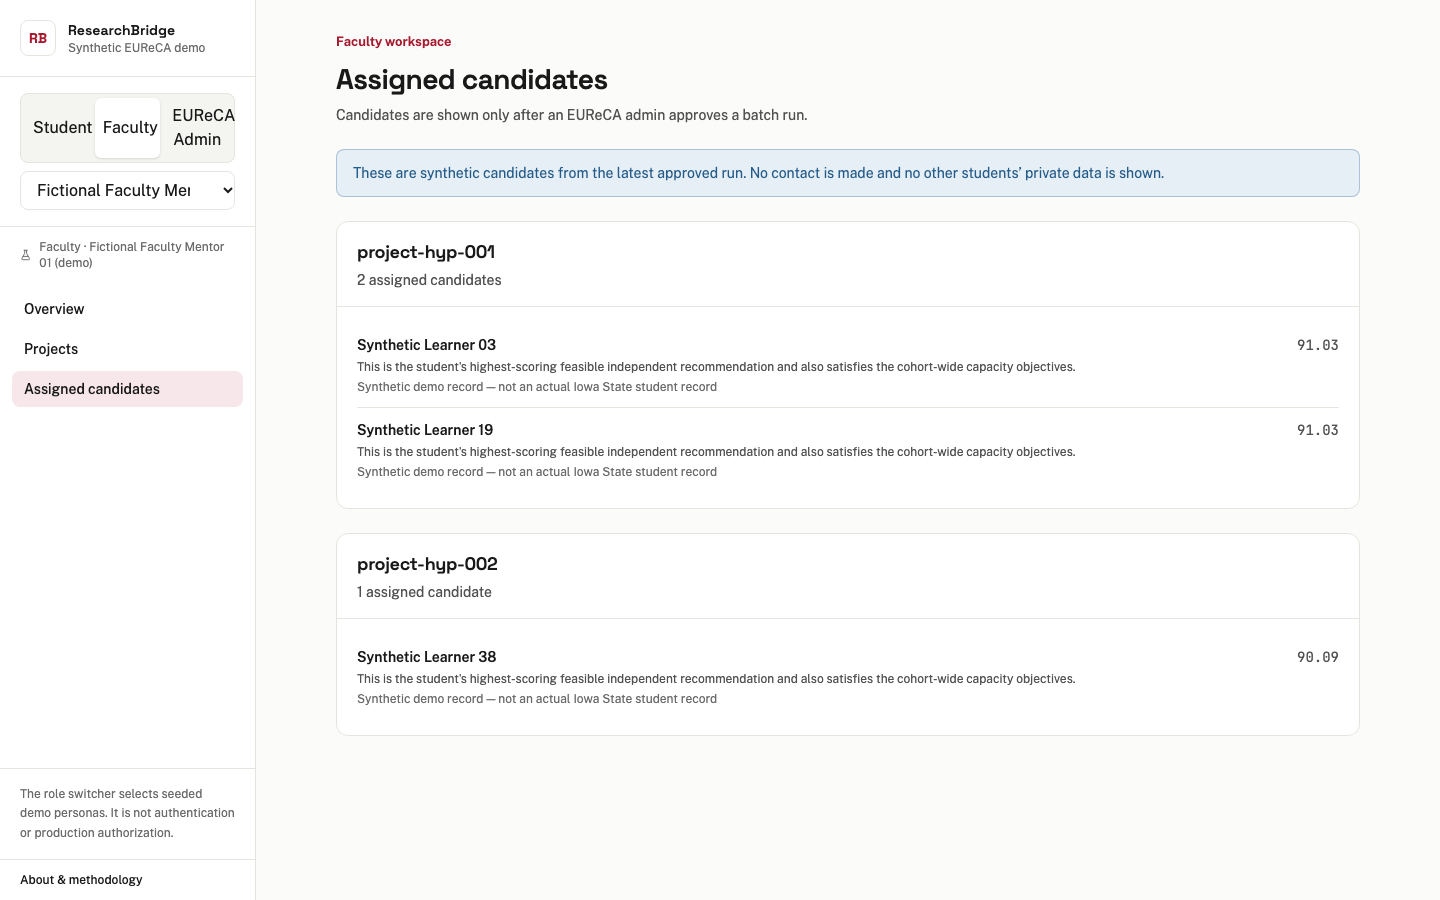 RB
ResearchBridge
Synthetic EUReCA demo
Student
Faculty
EUReCA
Admin
Fictional Faculty Mer
Faculty · Fictional Faculty Mentor
01 (demo)
Overview
Projects
Assigned candidates
The role switcher selects seeded
demo personas. It is not authentication
or production authorization.
About & methodology
Faculty workspace
Assigned candidates
Candidates are shown only after an EUReCA admin approves a batch run.
These are synthetic candidates from the latest approved run. No contact is made and no other students’ private data is shown.
project-hyp-001
2 assigned candidates
Synthetic Learner 03 91.03
This is the student's highest-scoring feasible independent recommendation and also satisfies the cohort-wide capacity objectives.
Synthetic demo record — not an actual Iowa State student record
Synthetic Learner 19 91.03
This is the student's highest-scoring feasible independent recommendation and also satisfies the cohort-wide capacity objectives.
Synthetic demo record — not an actual Iowa State student record
project-hyp-002
1 assigned candidate
Synthetic Learner 38 90.09
This is the student's highest-scoring feasible independent recommendation and also satisfies the cohort-wide capacity objectives.
Synthetic demo record — not an actual Iowa State student record